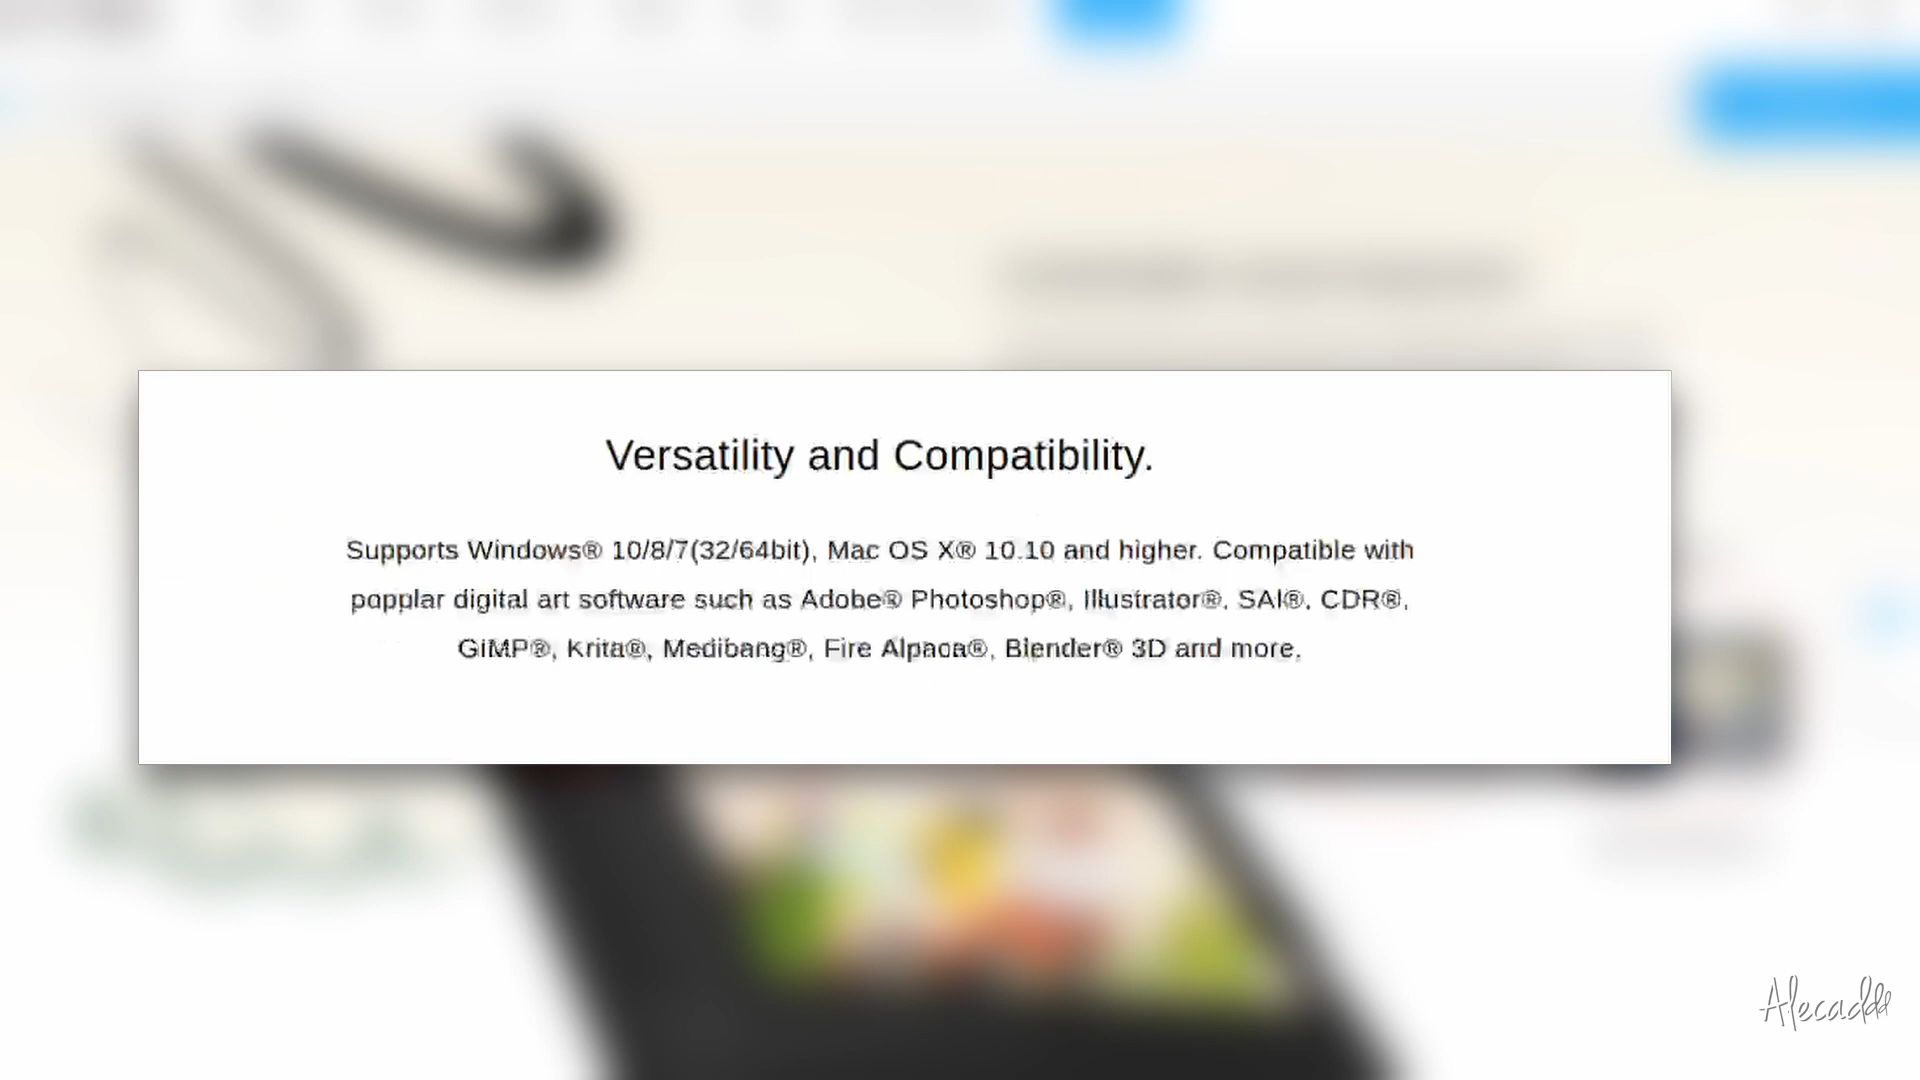 Versatility and Compatibility.
Supports Windows® 10/8/7(32/64bit), Mac OS X® 10.10 and higher. Compatible with
popplar digital art software such as Adobe® Photoshop®, Illustrator®, SAI®, CDR®,
GIMP®, Krita®, Medibang®, Fire Alpaca®, Blender® 3D and more.
Alecaddd